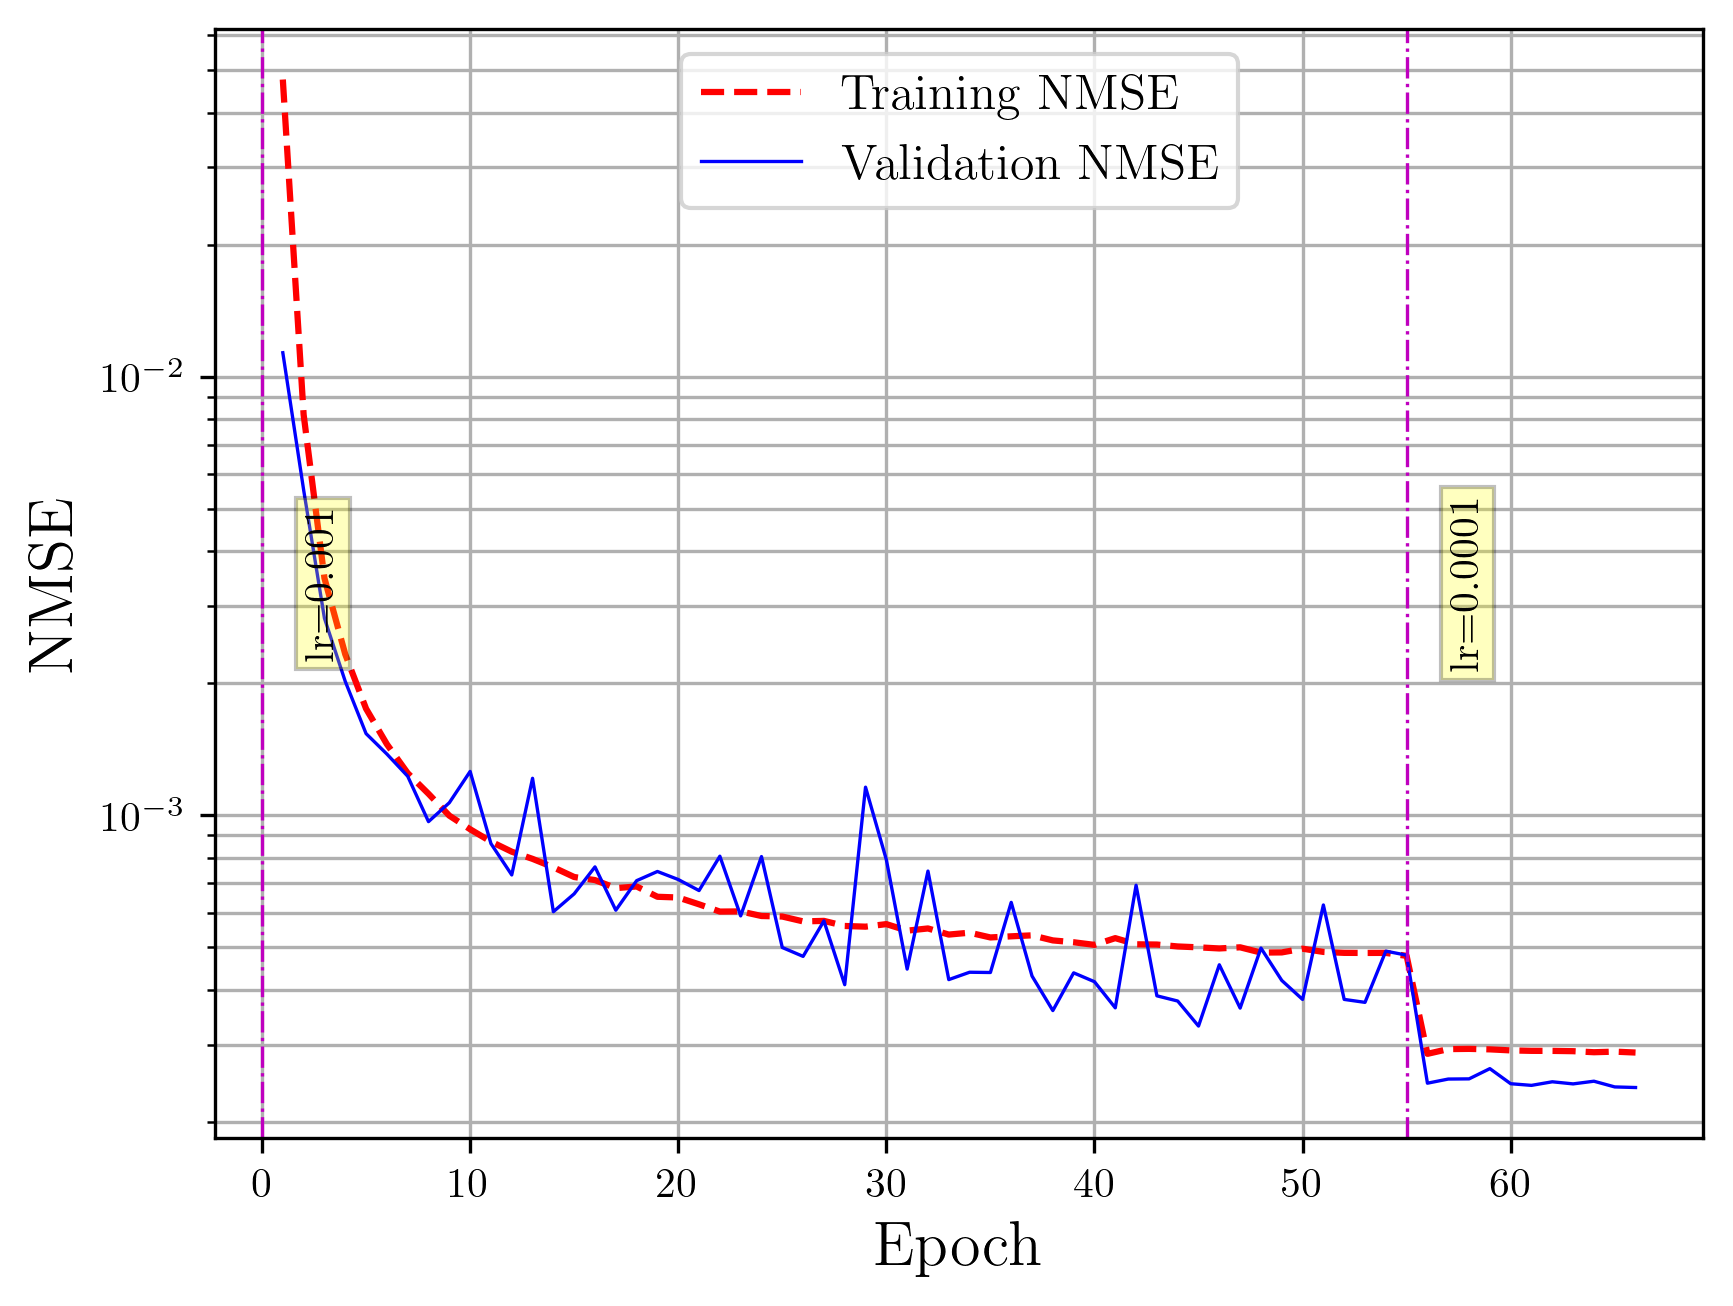 Training NMSE
Validation NMSE
NMSE
10⁻²
10⁻³
lr=0.001
lr=0.0001
0 10 20 30 40 50 60
Epoch